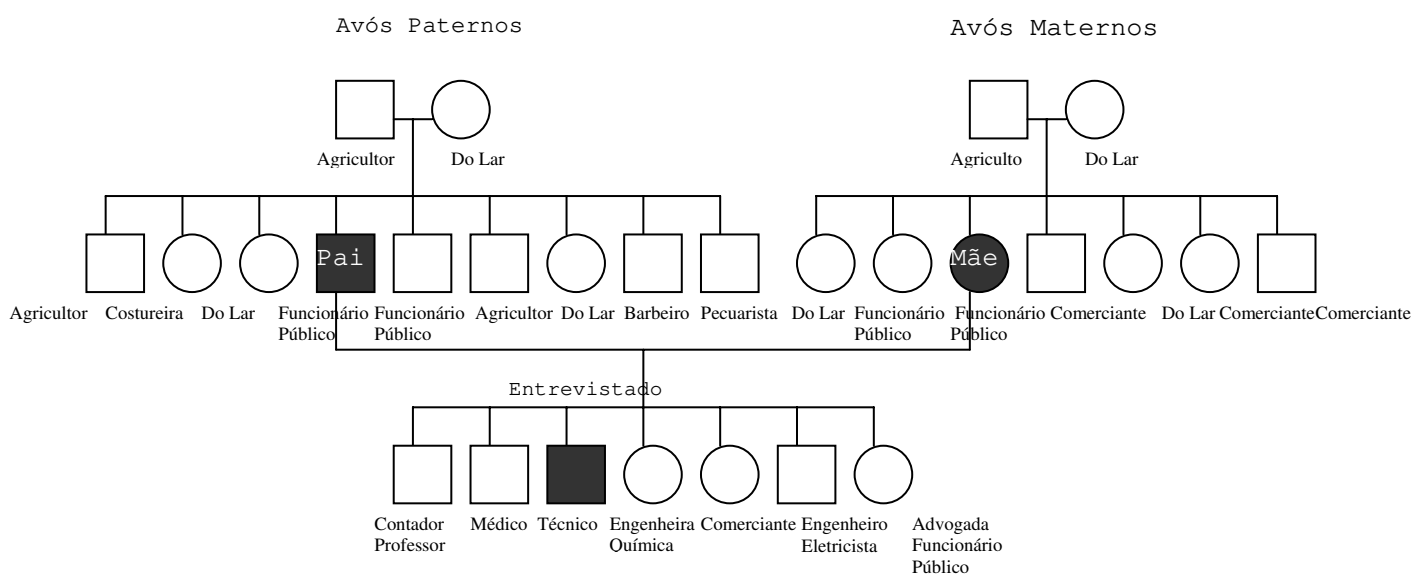 Avós Paternos
Avós Maternos
Agricultor
Do Lar
Agriculto
Do Lar
Pai
Mãe
Agricultor
Costureira
Do Lar
Funcionário
Público
Funcionário
Público
Agricultor
Do Lar
Barbeiro
Pecuarista
Do Lar
Funcionário
Público
Funcionário
Público
Comerciante
Do Lar
Comerciante
Comerciante
Entrevistado
Contador
Professor
Médico
Técnico
Engenheira
Química
Comerciante
Engenheiro
Eletricista
Advogada
Funcionário
Público